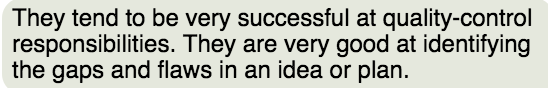 They tend to be very successful at quality-control
responsibilities. They are very good at identifying
the gaps and flaws in an idea or plan.